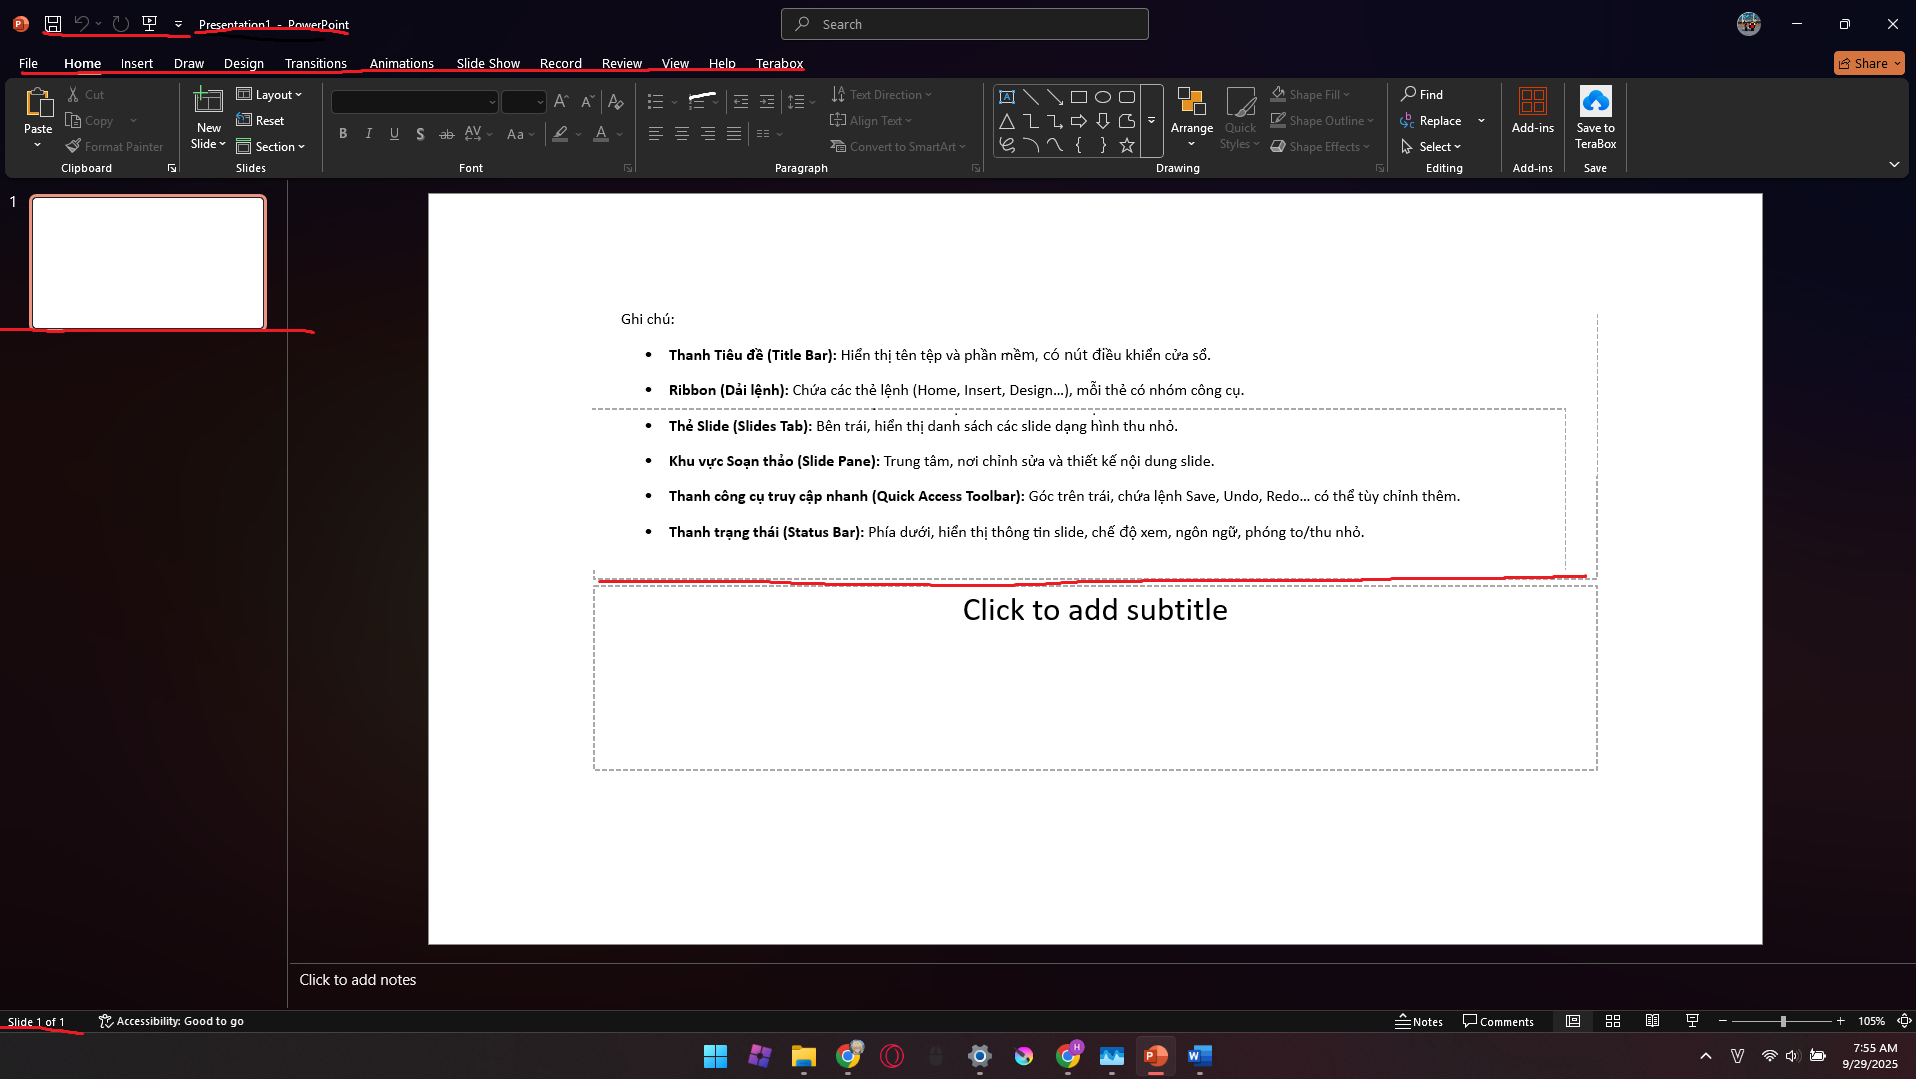 Presentation1 - PowerPoint
Search
File Home Insert Draw Design Transitions Animations Slide Show Record Review View Help Terabox
Share
Paste
Cut
Copy
Format Painter
Clipboard
New Slide
Layout
Reset
Section
Slides
B I U S ab AV Aa A
Font
Text Direction
Align Text
Convert to SmartArt
Paragraph
Arrange
Quick Styles
Shape Fill
Shape Outline
Shape Effects
Drawing
Find
Replace
Select
Editing
Add-ins
Add-ins
Save to TeraBox
Save
1
Ghi chú:
• Thanh Tiêu đề (Title Bar): Hiển thị tên tệp và phần mềm, có nút điều khiển cửa sổ.
• Ribbon (Dải lệnh): Chứa các thẻ lệnh (Home, Insert, Design…), mỗi thẻ có nhóm công cụ.
• Thẻ Slide (Slides Tab): Bên trái, hiển thị danh sách các slide dạng hình thu nhỏ.
• Khu vực Soạn thảo (Slide Pane): Trung tâm, nơi chỉnh sửa và thiết kế nội dung slide.
• Thanh công cụ truy cập nhanh (Quick Access Toolbar): Góc trên trái, chứa lệnh Save, Undo, Redo… có thể tùy chỉnh thêm.
• Thanh trạng thái (Status Bar): Phía dưới, hiển thị thông tin slide, chế độ xem, ngôn ngữ, phóng to/thu nhỏ.
Click to add subtitle
Click to add notes
Slide 1 of 1 Accessibility: Good to go Notes Comments 105%
7:55 AM
9/29/2025